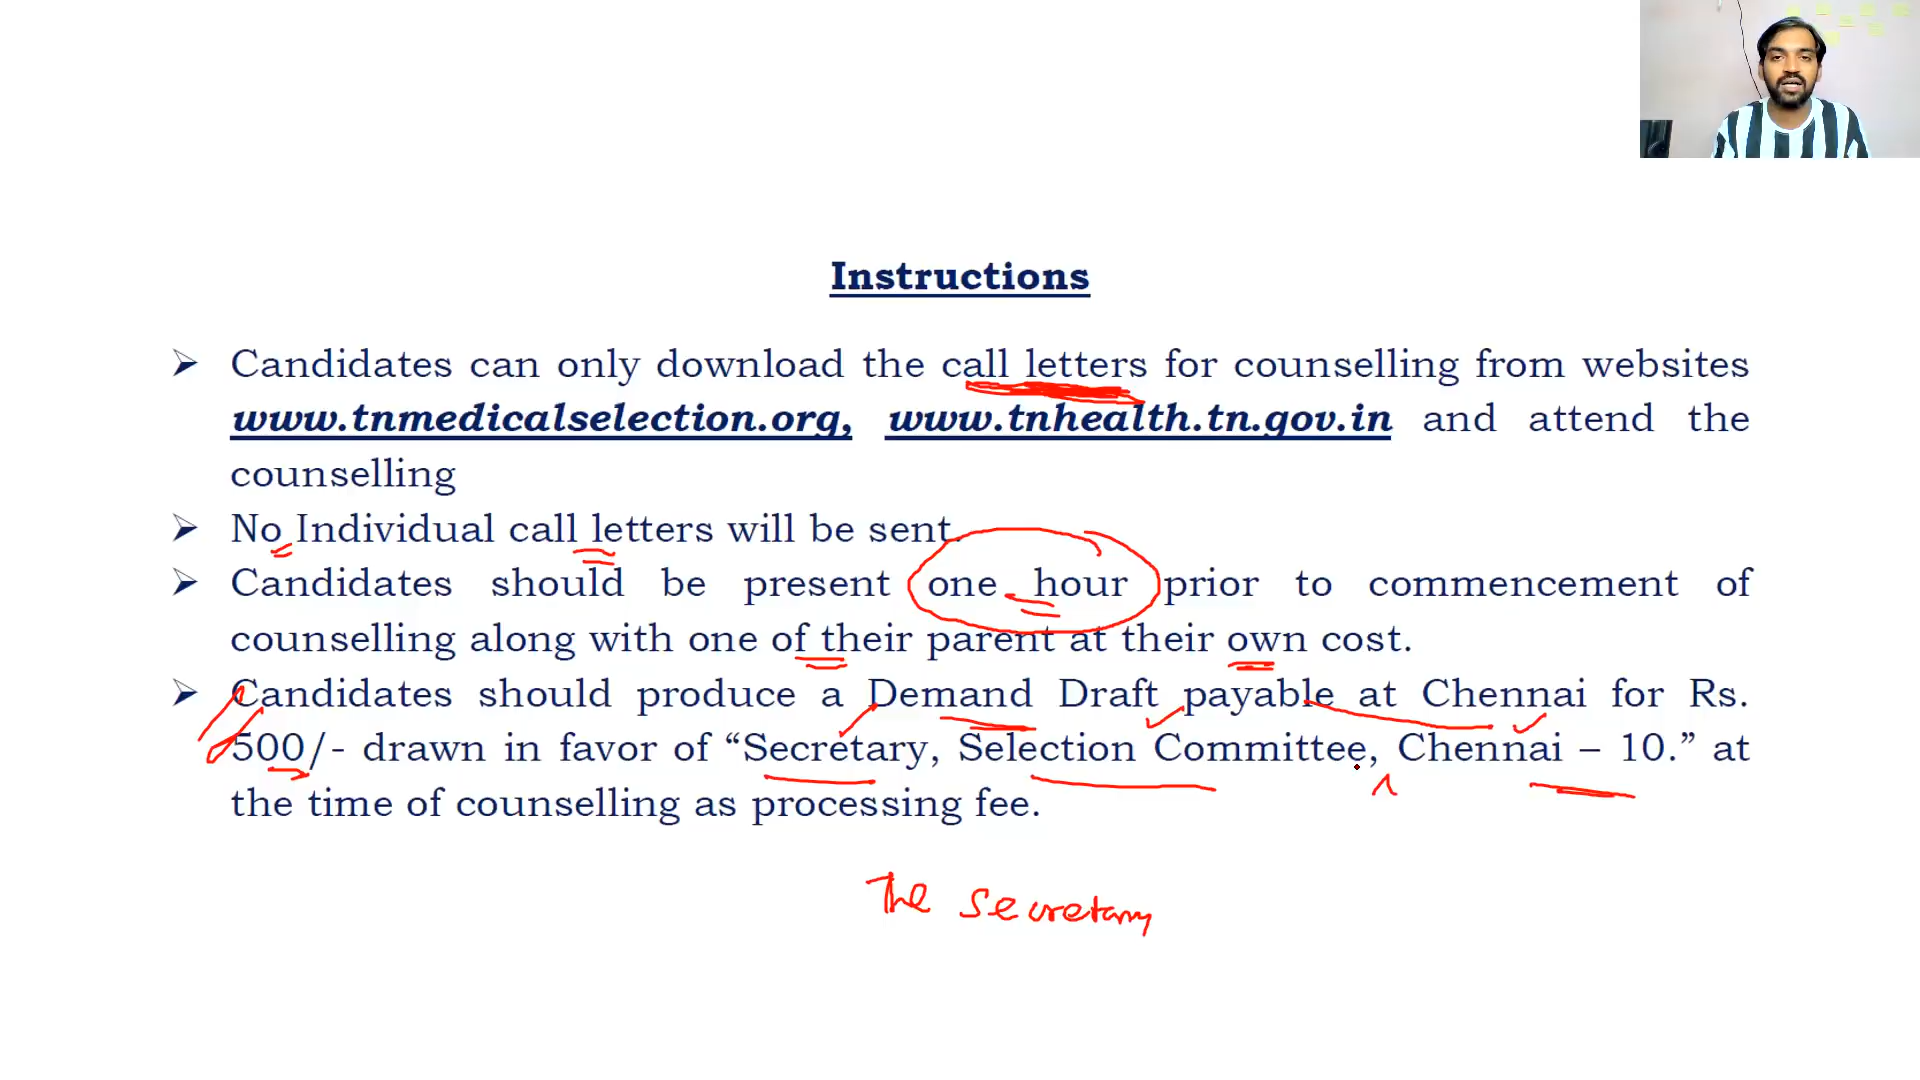 Instructions
➢ Candidates can only download the call letters for counselling from websites
www.tnmedicalselection.org, www.tnhealth.tn.gov.in and attend the
counselling
➢ No Individual call letters will be sent.
➢ Candidates should be present one hour prior to commencement of
counselling along with one of their parent at their own cost.
➢ Candidates should produce a Demand Draft payable at Chennai for Rs.
500/- drawn in favor of “Secretary, Selection Committee, Chennai – 10.” at
the time of counselling as processing fee.
The Secretary